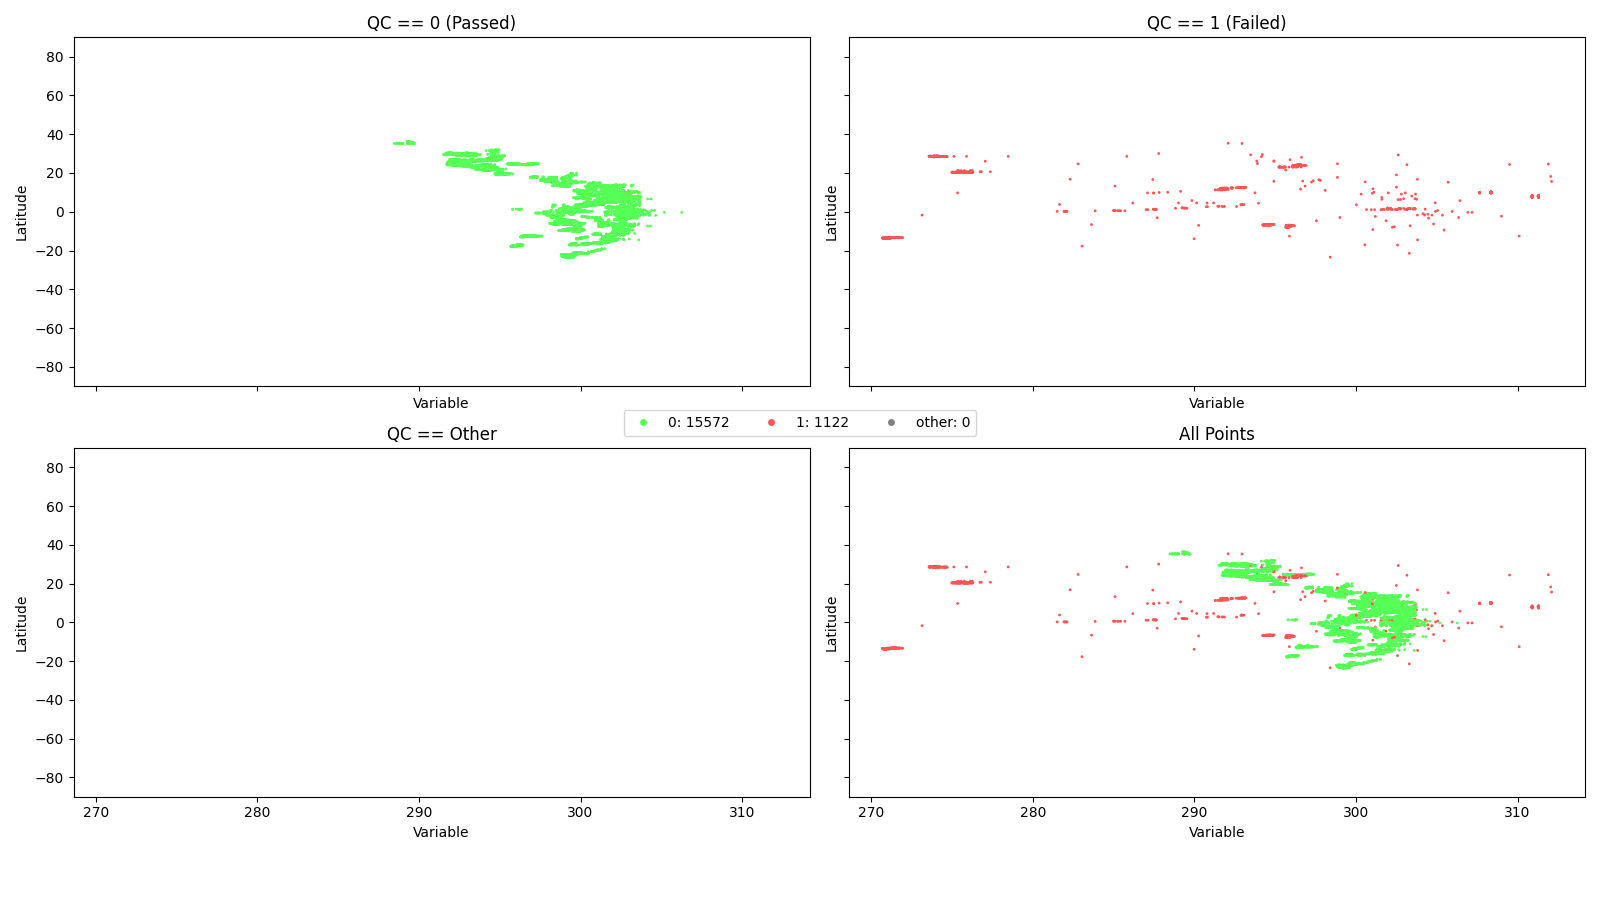 QC == 0 (Passed)
QC == 1 (Failed)
80
60
40
20
0
−20
−40
−60
−80
Latitude
Latitude
Variable
Variable
270
280
290
300
310
0: 15572
1: 1122
other: 0
QC == Other
All Points
80
60
40
20
0
−20
−40
−60
−80
Latitude
Latitude
270
280
290
300
310
270
280
290
300
310
Variable
Variable